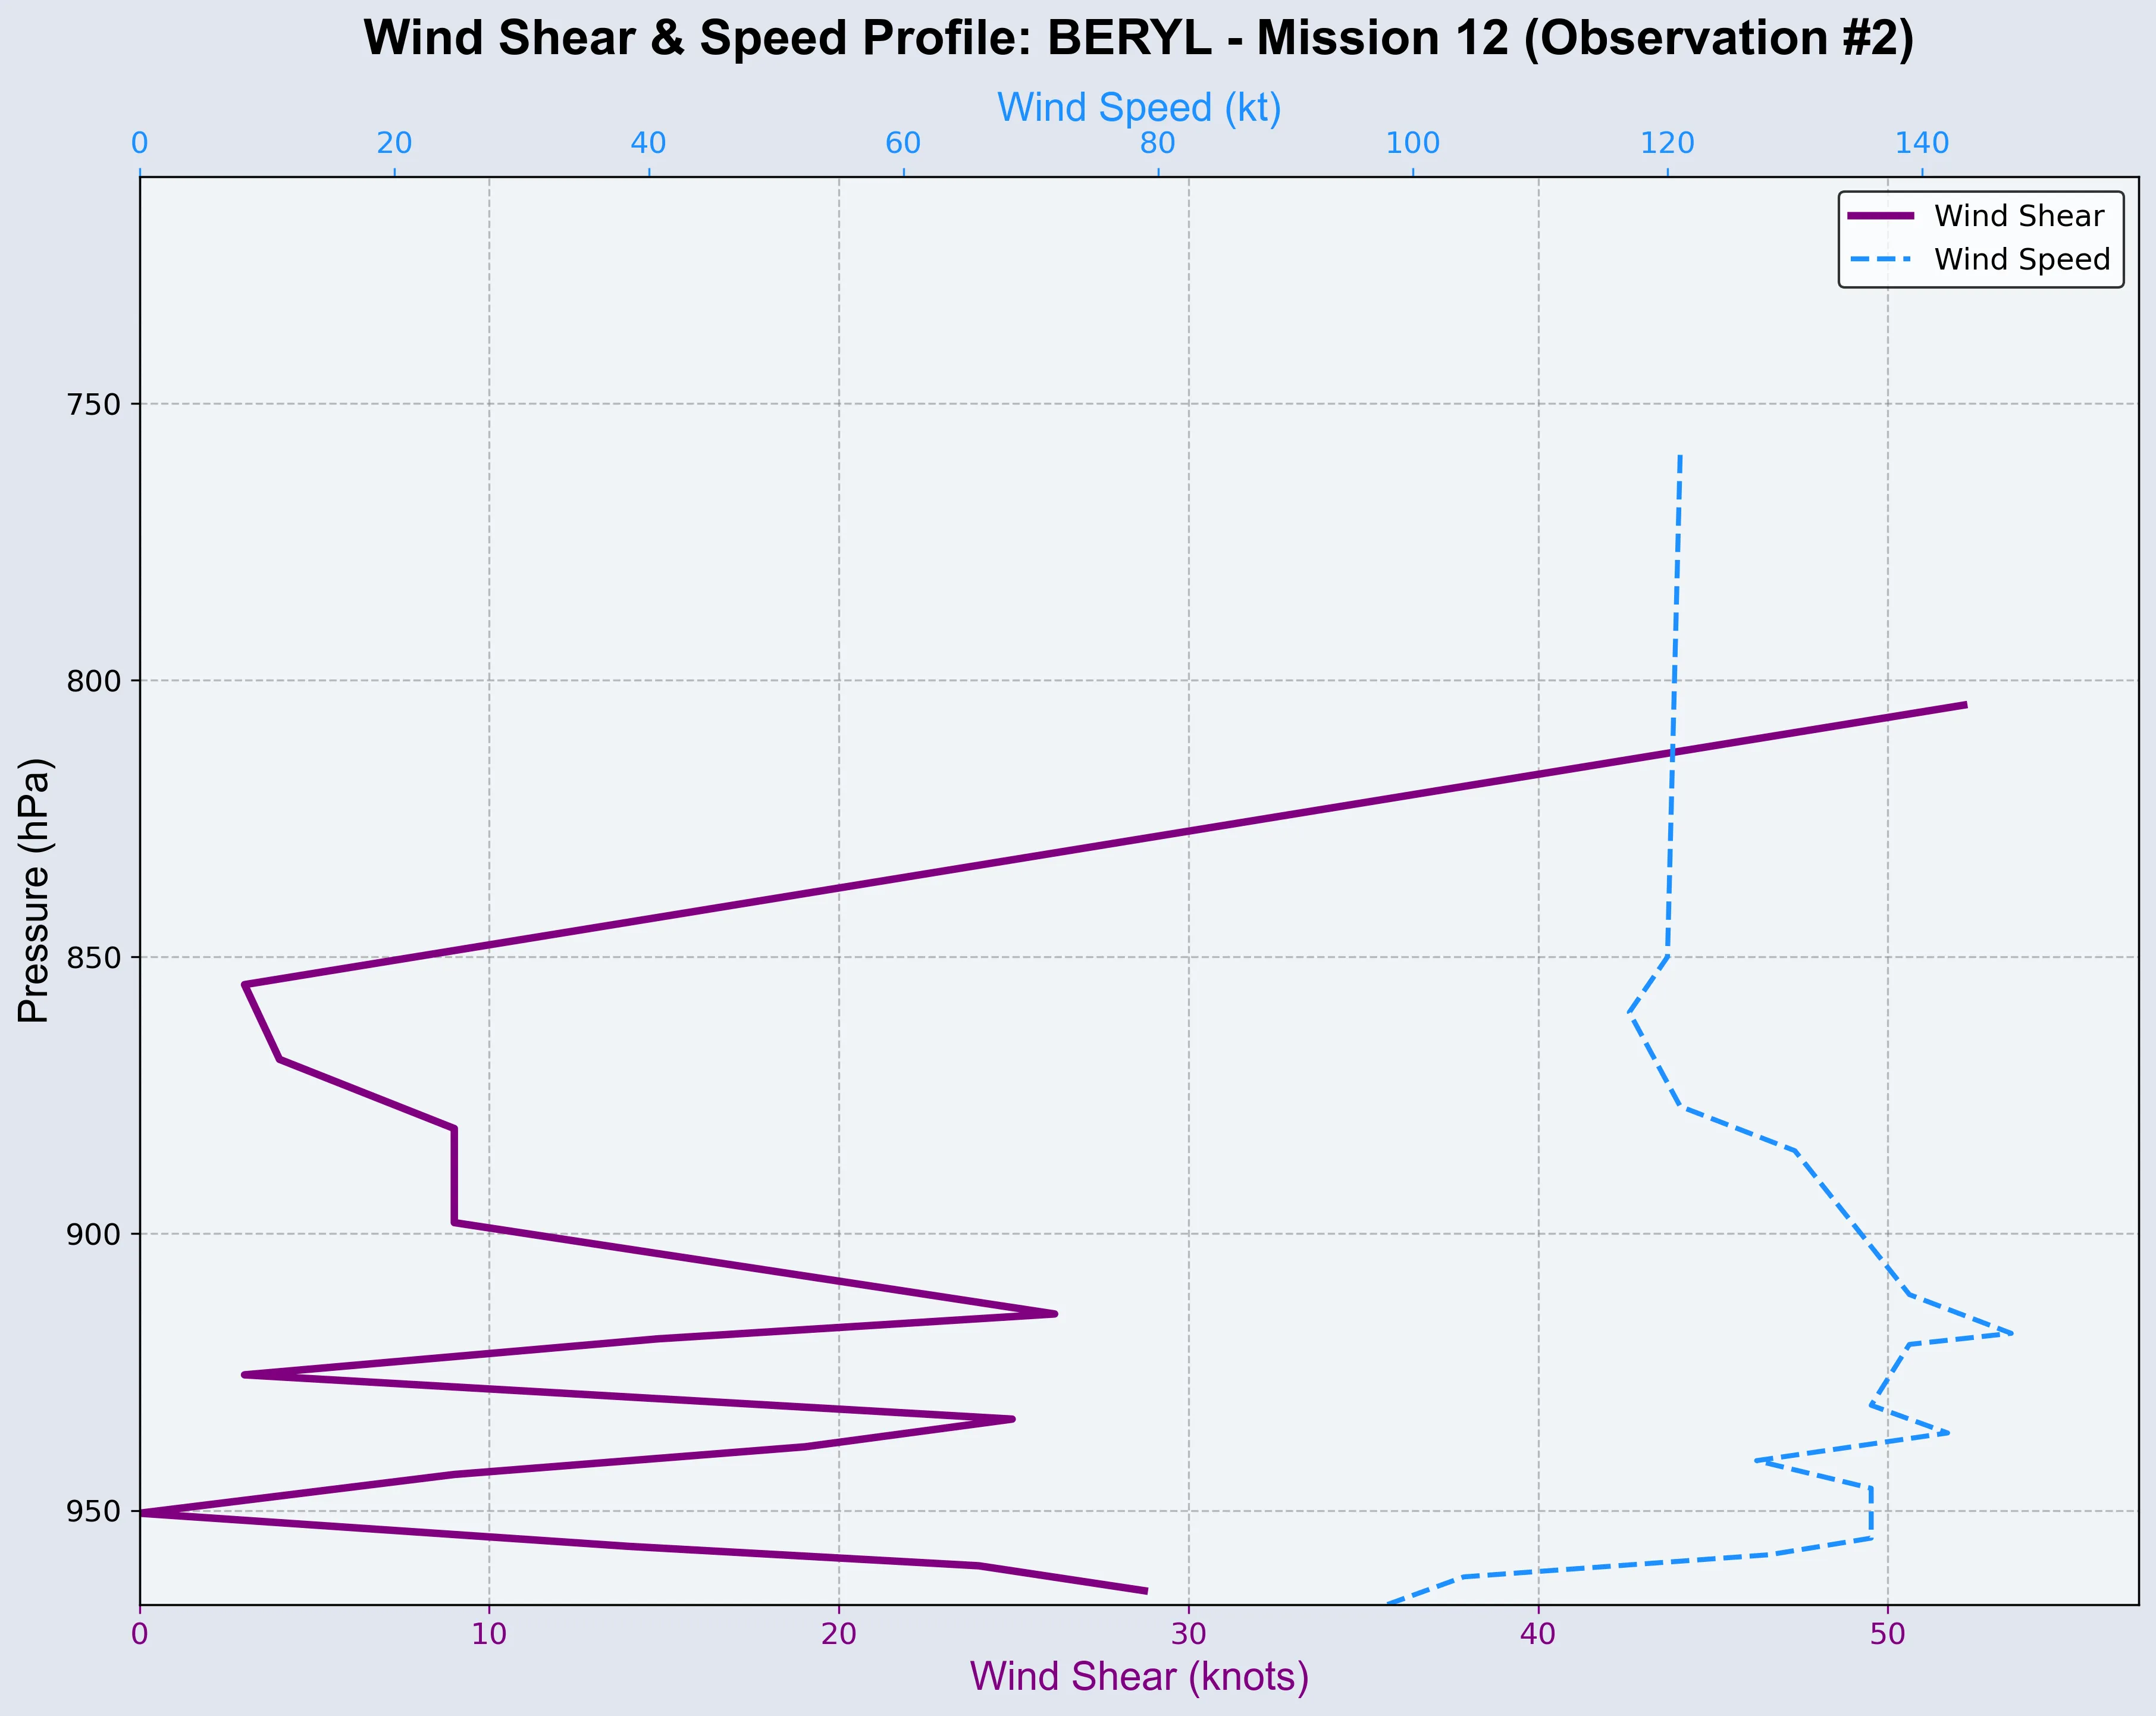 Wind Shear & Speed Profile: BERYL - Mission 12 (Observation #2)
Wind Speed (kt)
0 20 40 60 80 100 120 140
Wind Shear
Wind Speed
Pressure (hPa)
750
800
850
900
950
0 10 20 30 40 50
Wind Shear (knots)